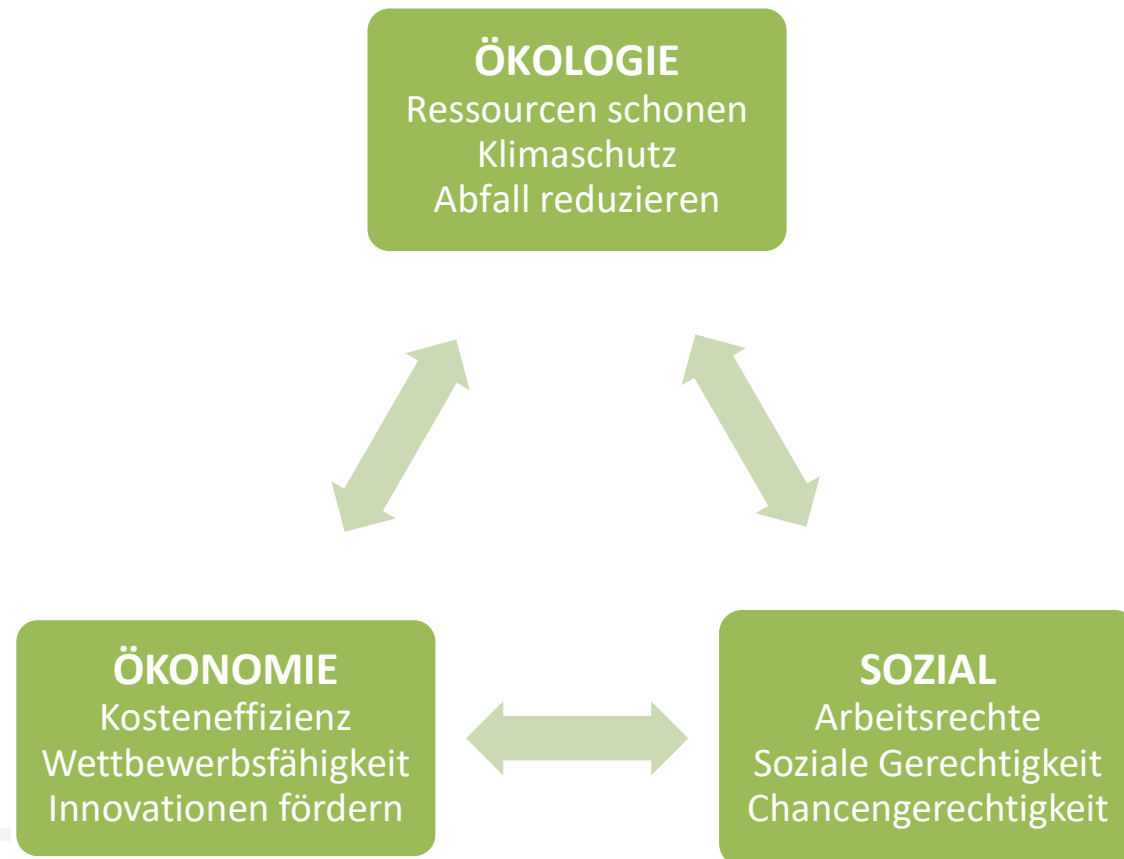 ÖKOLOGIE
Ressourcen schonen
Klimaschutz
Abfall reduzieren
ÖKONOMIE
Kosteneffizienz
Wettbewerbsfähigkeit
Innovationen fördern
SOZIAL
Arbeitsrechte
Soziale Gerechtigkeit
Chancengerechtigkeit